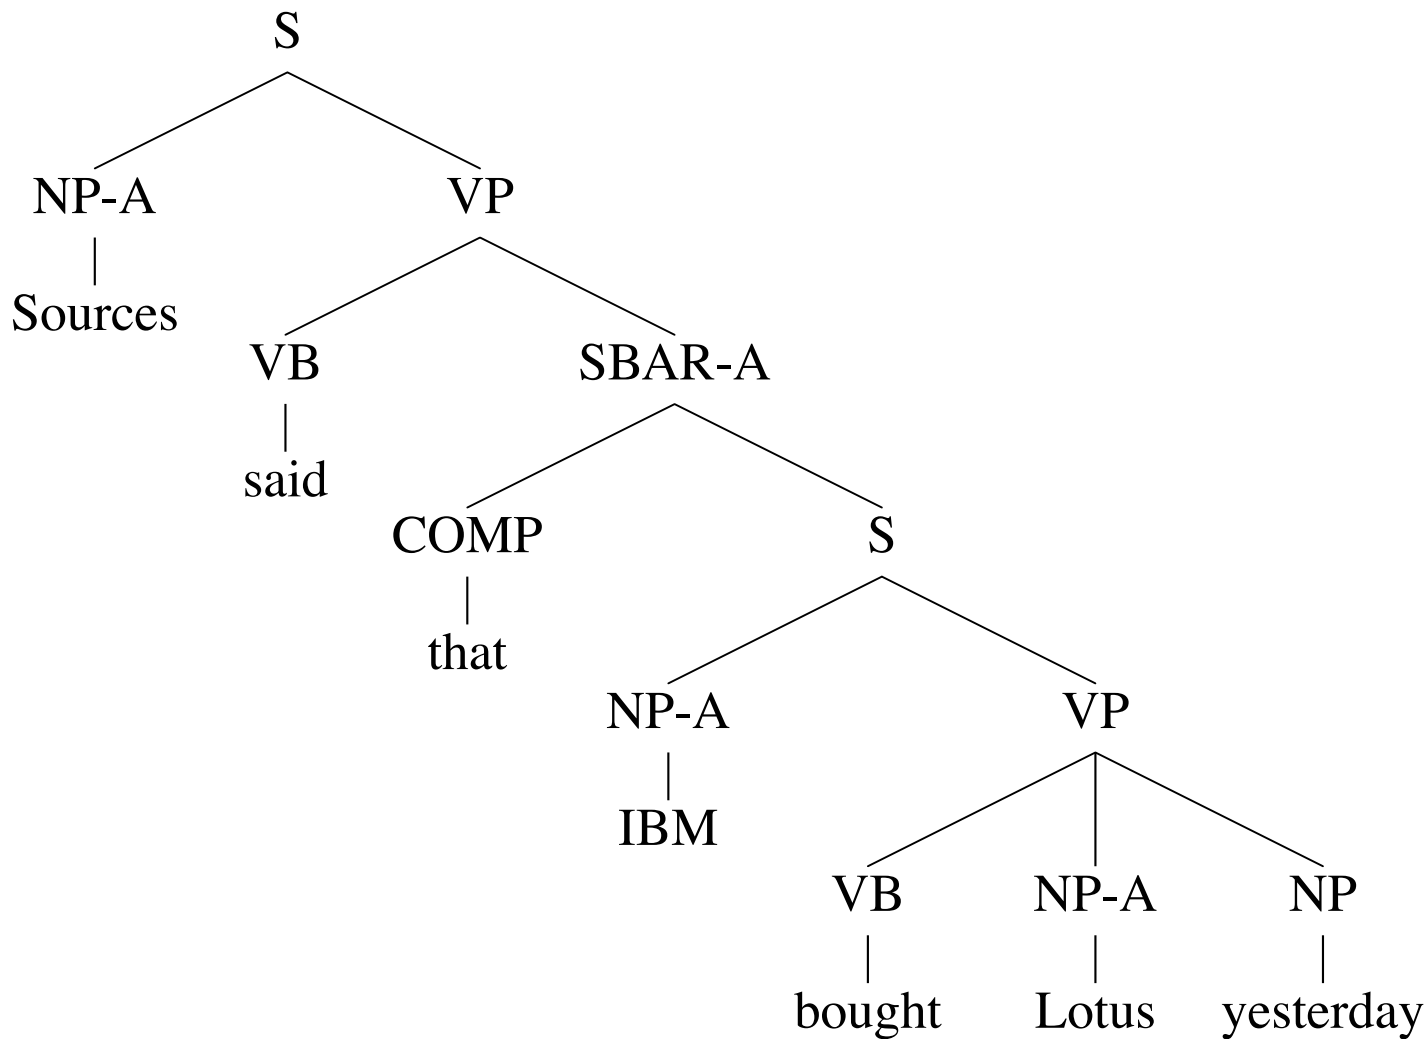 S
NP-A VP
Sources
VB SBAR-A
said
COMP S
that
NP-A VP
IBM
VB NP-A NP
bought Lotus yesterday